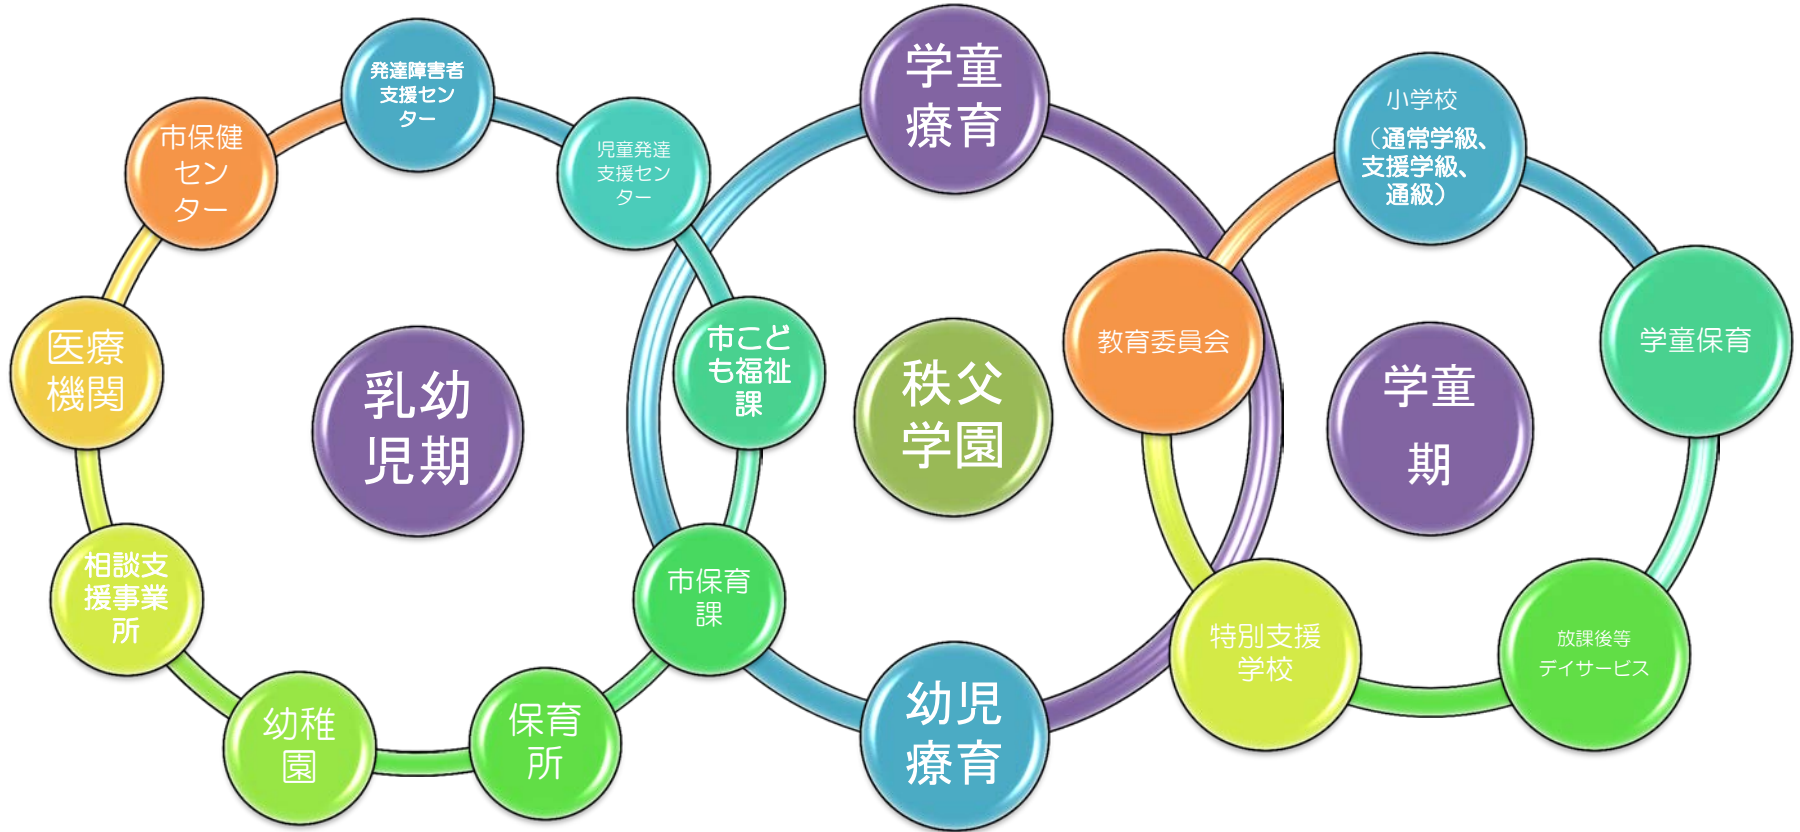 発達障害者
支援セン
ター
児童発達
支援セン
ター
市こど
も福祉
課
市保育
課
保育
所
幼稚
園
相談支
援事業
所
医療
機関
市保健
セン
ター
乳幼
児期
学童
療育
秩父
学園
幼児
療育
小学校
（通常学級、
支援学級、
通級）
学童保育
放課後等
デイサービス
特別支援
学校
教育委員会
学童
期